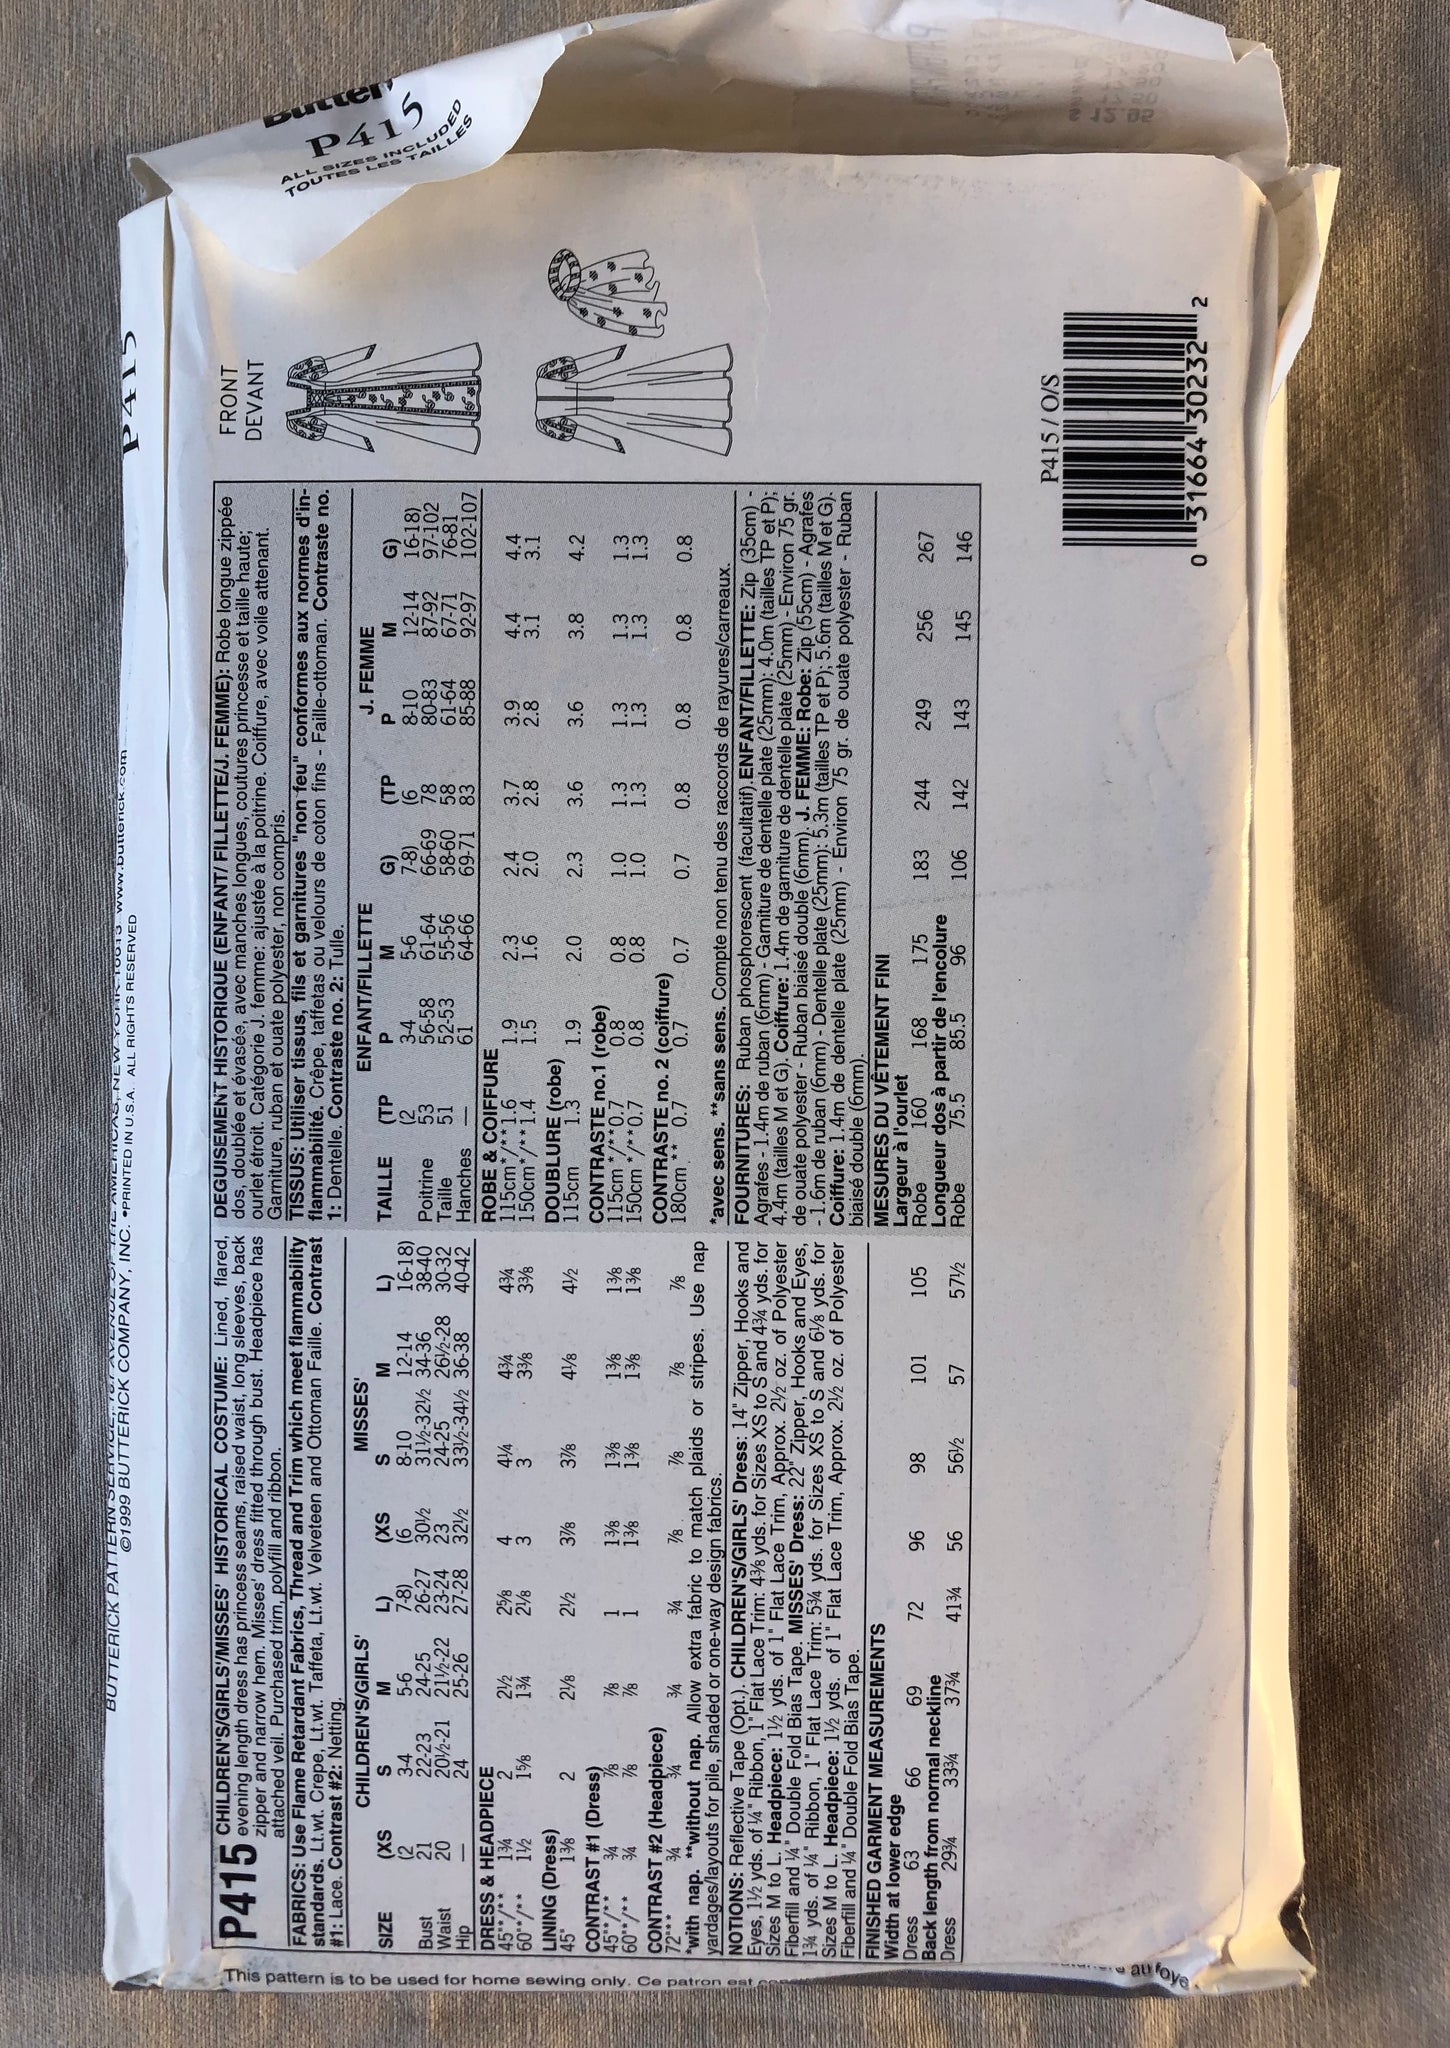 Butter
P415
ALL SIZES INCLUDED
TOUTES LES TAILLES
P415
BUTTERICK PATTERN SERVICE, AVENUE OF THE AMERICAS, NEW YORK www.butterick.com
©1999 BUTTERICK COMPANY, INC. •PRINTED IN U.S.A. ALL RIGHTS RESERVED
P415 CHILDREN'S/GIRLS'/MISSES' HISTORICAL COSTUME: Lined, flared,
evening length dress has princess seams, raised waist, long sleeves, back
zipper and narrow hem. Misses' dress fitted through bust. Headpiece has
attached veil. Purchased trim, polyfill and ribbon.
FABRICS: Use Flame Retardant Fabrics, Thread and Trim which meet flammability
standards. Lt.wt. Crepe, Lt.wt. Taffeta, Lt.wt. Velveteen and Ottoman Faille. Contrast
#1: Lace. Contrast #2: Netting.
CHILDREN'S/GIRLS' MISSES'
SIZE (XS S M L) (XS S M L)
(2 3-4 5-6 7-8) (6 8-10 12-14 16-18)
Bust 21 22-23 24-25 26-27 30½ 31½-32½ 34-36 38-40
Waist 20 20½-21 21½-22 23-24 23 24-25 26½-28 30-32
Hip — 24 25-26 27-28 32½ 33½-34½ 36-38 40-42
DRESS & HEADPIECE
45"*/** 1¾ 2 2½ 2⅝ 4 4¼ 4¾ 4¾
60"*/** 1½ 1⅝ 1¾ 2⅛ 3 3 3⅜ 3⅜
LINING (Dress)
45" 1⅜ 2 2⅛ 2½ 3⅞ 3⅞ 4⅛ 4½
CONTRAST #1 (Dress)
45"*/** ¾ ⅞ ⅞ 1 1⅜ 1⅜ 1⅜ 1⅜
60"*/** ¾ ⅞ ⅞ 1 1⅜ 1⅜ 1⅜ 1⅜
CONTRAST #2 (Headpiece)
72"** ¾ ¾ ¾ ¾ ⅞ ⅞ ⅞ ⅞
*with nap. **without nap. Allow extra fabric to match plaids or stripes. Use nap
yardages/layouts for pile, shaded or one-way design fabrics.
NOTIONS: Reflective Tape (Opt.). CHILDREN'S/GIRLS' Dress: 14" Zipper, Hooks and
Eyes, 1½ yds. of ¼" Ribbon, 1" Flat Lace Trim: 4⅜ yds. for Sizes XS to S and 4¾ yds. for
Sizes M to L. Headpiece: 1½ yds. of 1" Flat Lace Trim, Approx. 2½ oz. of Polyester
Fiberfill and ¼" Double Fold Bias Tape. MISSES' Dress: 22" Zipper, Hooks and Eyes,
1¾ yds. of ¼" Ribbon, 1" Flat Lace Trim: 5¾ yds. for Sizes XS to S and 6⅛ yds. for
Sizes M to L. Headpiece: 1½ yds. of 1" Flat Lace Trim, Approx. 2½ oz. of Polyester
Fiberfill and ¼" Double Fold Bias Tape.
FINISHED GARMENT MEASUREMENTS
Width at lower edge
Dress 63 66 69 72 96 98 101 105
Back length from normal neckline
Dress 29¾ 33¾ 37¾ 41¾ 56 56½ 57 57½
This pattern is to be used for home sewing only. Ce patron est
au foye
DEGUISEMENT HISTORIQUE (ENFANT/ FILLETTE/J. FEMME): Robe longue zippée
dos, doublée et évasée, avec manches longues, coutures princesse et taille haute;
ourlet étroit. Catégorie J. femme: ajustée à la poitrine. Coiffure, avec voile attenant.
Garniture, ruban et ouate polyester, non compris.
TISSUS: Utiliser tissus, fils et garnitures "non feu" conformes aux normes d'in-
flammabilité. Crêpe, taffetas ou velours de coton fins - Faille-ottoman. Contraste no.
1: Dentelle. Contraste no. 2: Tulle.
ENFANT/FILLETTE J. FEMME
TAILLE (TP P M G) (TP P M G)
(2 3-4 5-6 7-8) (6 8-10 12-14 16-18)
Poitrine 53 56-58 61-64 66-69 78 80-83 87-92 97-102
Taille 51 52-53 55-56 58-60 58 61-64 67-71 76-81
Hanches — 61 64-66 69-71 83 85-88 92-97 102-107
ROBE & COIFFURE
115cm*/** 1.6 1.9 2.3 2.4 3.7 3.9 4.4 4.4
150cm*/** 1.4 1.5 1.6 2.0 2.8 2.8 3.1 3.1
DOUBLURE (robe)
115cm 1.3 1.9 2.0 2.3 3.6 3.6 3.8 4.2
CONTRASTE no.1 (robe)
115cm */** 0.7 0.8 0.8 1.0 1.3 1.3 1.3 1.3
150cm */** 0.7 0.8 0.8 1.0 1.3 1.3 1.3 1.3
CONTRASTE no. 2 (coiffure)
180cm ** 0.7 0.7 0.7 0.7 0.8 0.8 0.8 0.8
*avec sens. **sans sens. Compte non tenu des raccords de rayures/carreaux.
FOURNITURES: Ruban phosphorescent (facultatif). ENFANT/FILLETTE: Zip (35cm) -
Agrafes - 1.4m de ruban (6mm) - Garniture de dentelle plate (25mm): 4.0m (tailles TP et P);
4.4m (tailles M et G). Coiffure: 1.4m de garniture de dentelle plate (25mm) - Environ 75 gr.
de ouate polyester - Ruban biaisé double (6mm). J. FEMME: Robe: Zip (55cm) - Agrafes
- 1.6m de ruban (6mm) - Dentelle plate (25mm): 5.3m (tailles TP et P); 5.6m (tailles M et G).
Coiffure: 1.4m de dentelle plate (25mm) - Environ 75 gr. de ouate polyester - Ruban
biaisé double (6mm).
MESURES DU VÊTEMENT FINI
Largeur à l'ourlet
Robe 160 168 175 183 244 249 256 267
Longueur dos à partir de l'encolure
Robe 75.5 85.5 96 106 142 143 145 146
FRONT
DEVANT
P415 / O/S
0 31664 30232 2